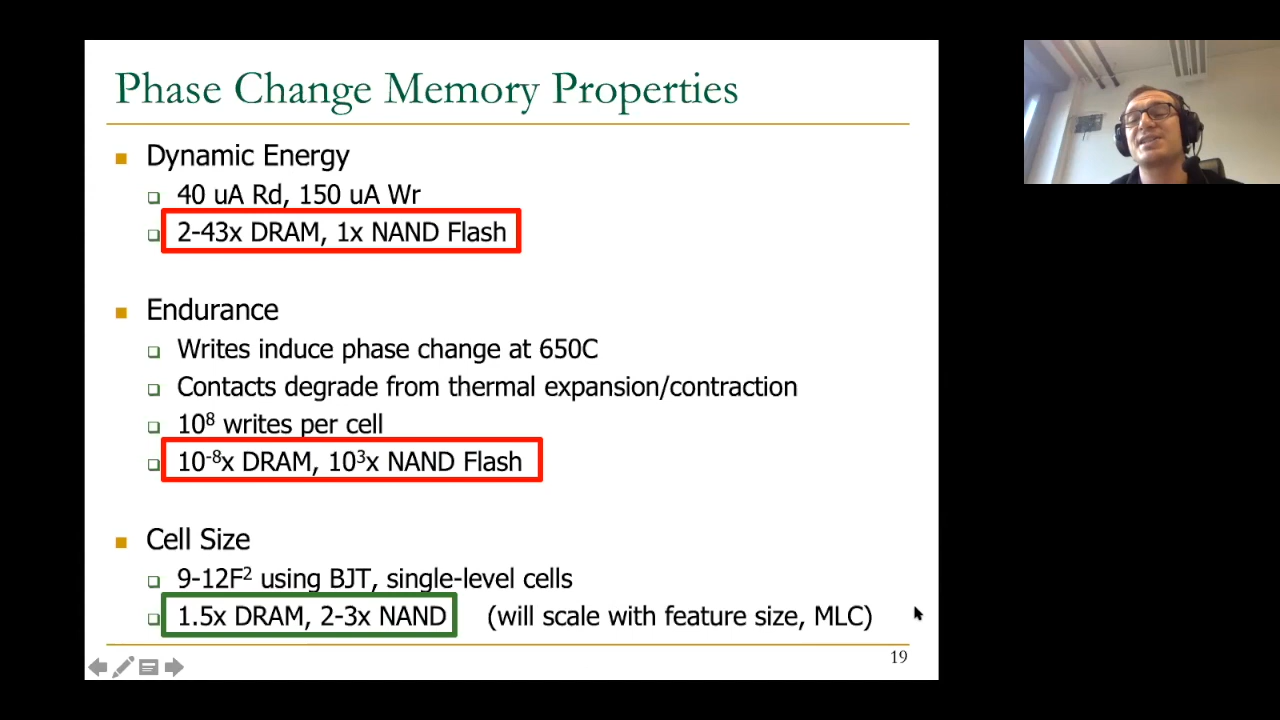 Phase Change Memory Properties
Dynamic Energy
40 uA Rd, 150 uA Wr
2-43x DRAM, 1x NAND Flash
Endurance
Writes induce phase change at 650C
Contacts degrade from thermal expansion/contraction
10⁸ writes per cell
10⁻⁸x DRAM, 10³x NAND Flash
Cell Size
9-12F² using BJT, single-level cells
1.5x DRAM, 2-3x NAND (will scale with feature size, MLC)
19